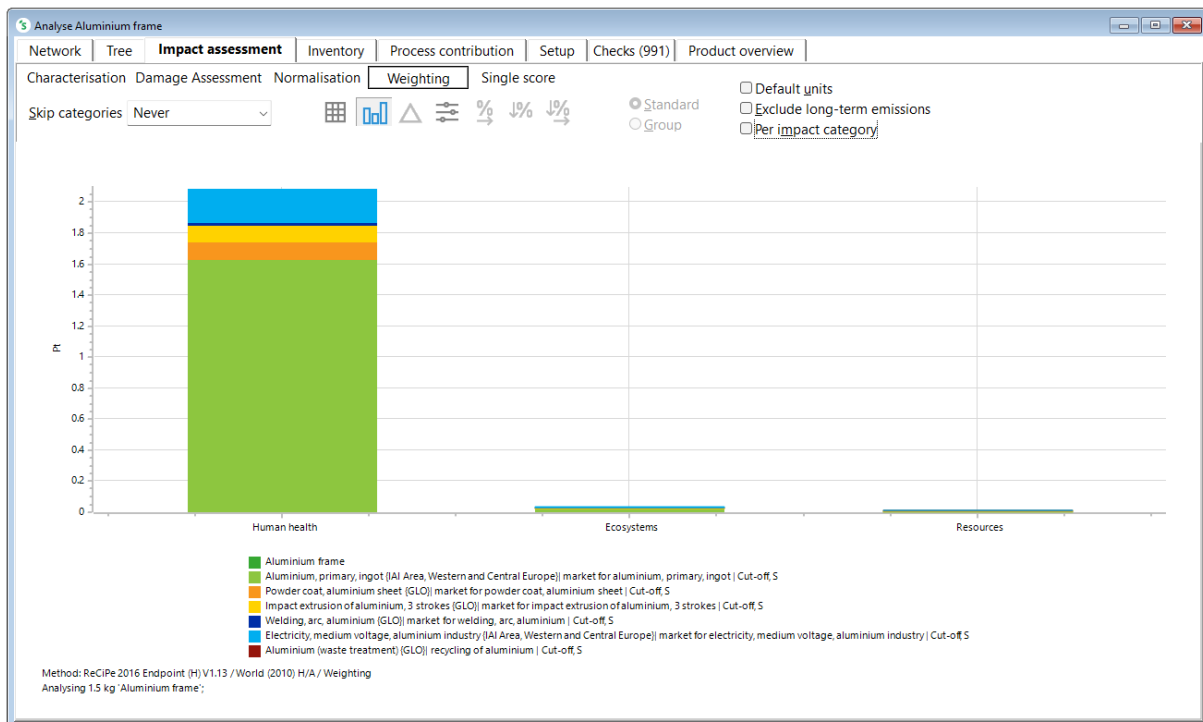 Analyse Aluminium frame
Network Tree Impact assessment Inventory Process contribution Setup Checks (991) Product overview
Characterisation Damage Assessment Normalisation Weighting Single score
Skip categories Never
Standard
Group
Default units
Exclude long-term emissions
Per impact category
2
1.8
1.6
1.4
1.2
1
0.8
0.6
0.4
0.2
0
Pt
Human health Ecosystems Resources
Aluminium frame
Aluminium, primary, ingot {IAI Area, Western and Central Europe}| market for aluminium, primary, ingot | Cut-off, S
Powder coat, aluminium sheet {GLO}| market for powder coat, aluminium sheet | Cut-off, S
Impact extrusion of aluminium, 3 strokes {GLO}| market for impact extrusion of aluminium, 3 strokes | Cut-off, S
Welding, arc, aluminium {GLO}| market for welding, arc, aluminium | Cut-off, S
Electricity, medium voltage, aluminium industry {IAI Area, Western and Central Europe}| market for electricity, medium voltage, aluminium industry | Cut-off, S
Aluminium (waste treatment) {GLO}| recycling of aluminium | Cut-off, S
Method: ReCiPe 2016 Endpoint (H) V1.13 / World (2010) H/A / Weighting
Analysing 1.5 kg 'Aluminium frame';